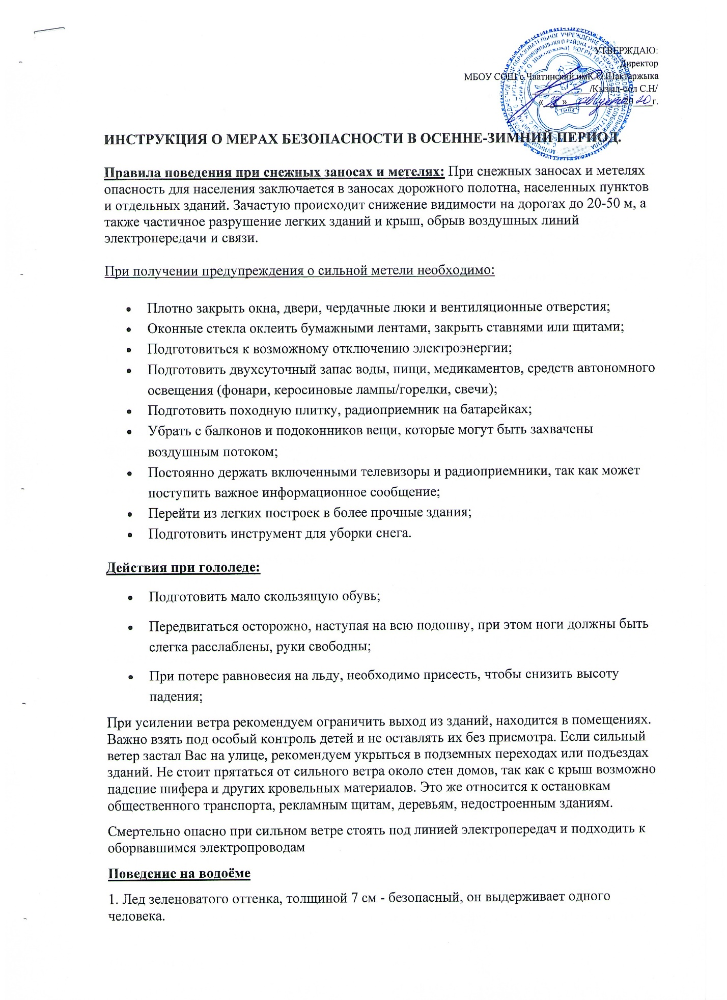 УТВЕРЖДАЮ:
Директор
МБОУ СОШ с.Чаатинский имК.О.Шактаржыка
/Кызыл-оол С.Н/
« » августа 2020 г.
ИНСТРУКЦИЯ О МЕРАХ БЕЗОПАСНОСТИ В ОСЕННЕ-ЗИМНИЙ ПЕРИОД.
Правила поведения при снежных заносах и метелях: При снежных заносах и метелях
опасность для населения заключается в заносах дорожного полотна, населенных пунктов
и отдельных зданий. Зачастую происходит снижение видимости на дорогах до 20-50 м, а
также частичное разрушение легких зданий и крыш, обрыв воздушных линий
электропередачи и связи.
При получении предупреждения о сильной метели необходимо:
• Плотно закрыть окна, двери, чердачные люки и вентиляционные отверстия;
• Оконные стекла оклеить бумажными лентами, закрыть ставнями или щитами;
• Подготовиться к возможному отключению электроэнергии;
• Подготовить двухсуточный запас воды, пищи, медикаментов, средств автономного
освещения (фонари, керосиновые лампы/горелки, свечи);
• Подготовить походную плитку, радиоприемник на батарейках;
• Убрать с балконов и подоконников вещи, которые могут быть захвачены
воздушным потоком;
• Постоянно держать включенными телевизоры и радиоприемники, так как может
поступить важное информационное сообщение;
• Перейти из легких построек в более прочные здания;
• Подготовить инструмент для уборки снега.
Действия при гололеде:
• Подготовить мало скользящую обувь;
• Передвигаться осторожно, наступая на всю подошву, при этом ноги должны быть
слегка расслаблены, руки свободны;
• При потере равновесия на льду, необходимо присесть, чтобы снизить высоту
падения;
При усилении ветра рекомендуем ограничить выход из зданий, находится в помещениях.
Важно взять под особый контроль детей и не оставлять их без присмотра. Если сильный
ветер застал Вас на улице, рекомендуем укрыться в подземных переходах или подъездах
зданий. Не стоит прятаться от сильного ветра около стен домов, так как с крыш возможно
падение шифера и других кровельных материалов. Это же относится к остановкам
общественного транспорта, рекламным щитам, деревьям, недостроенным зданиям.
Смертельно опасно при сильном ветре стоять под линией электропередач и подходить к
оборвавшимся электропроводам
Поведение на водоёме
1. Лед зеленоватого оттенка, толщиной 7 см - безопасный, он выдерживает одного
человека.